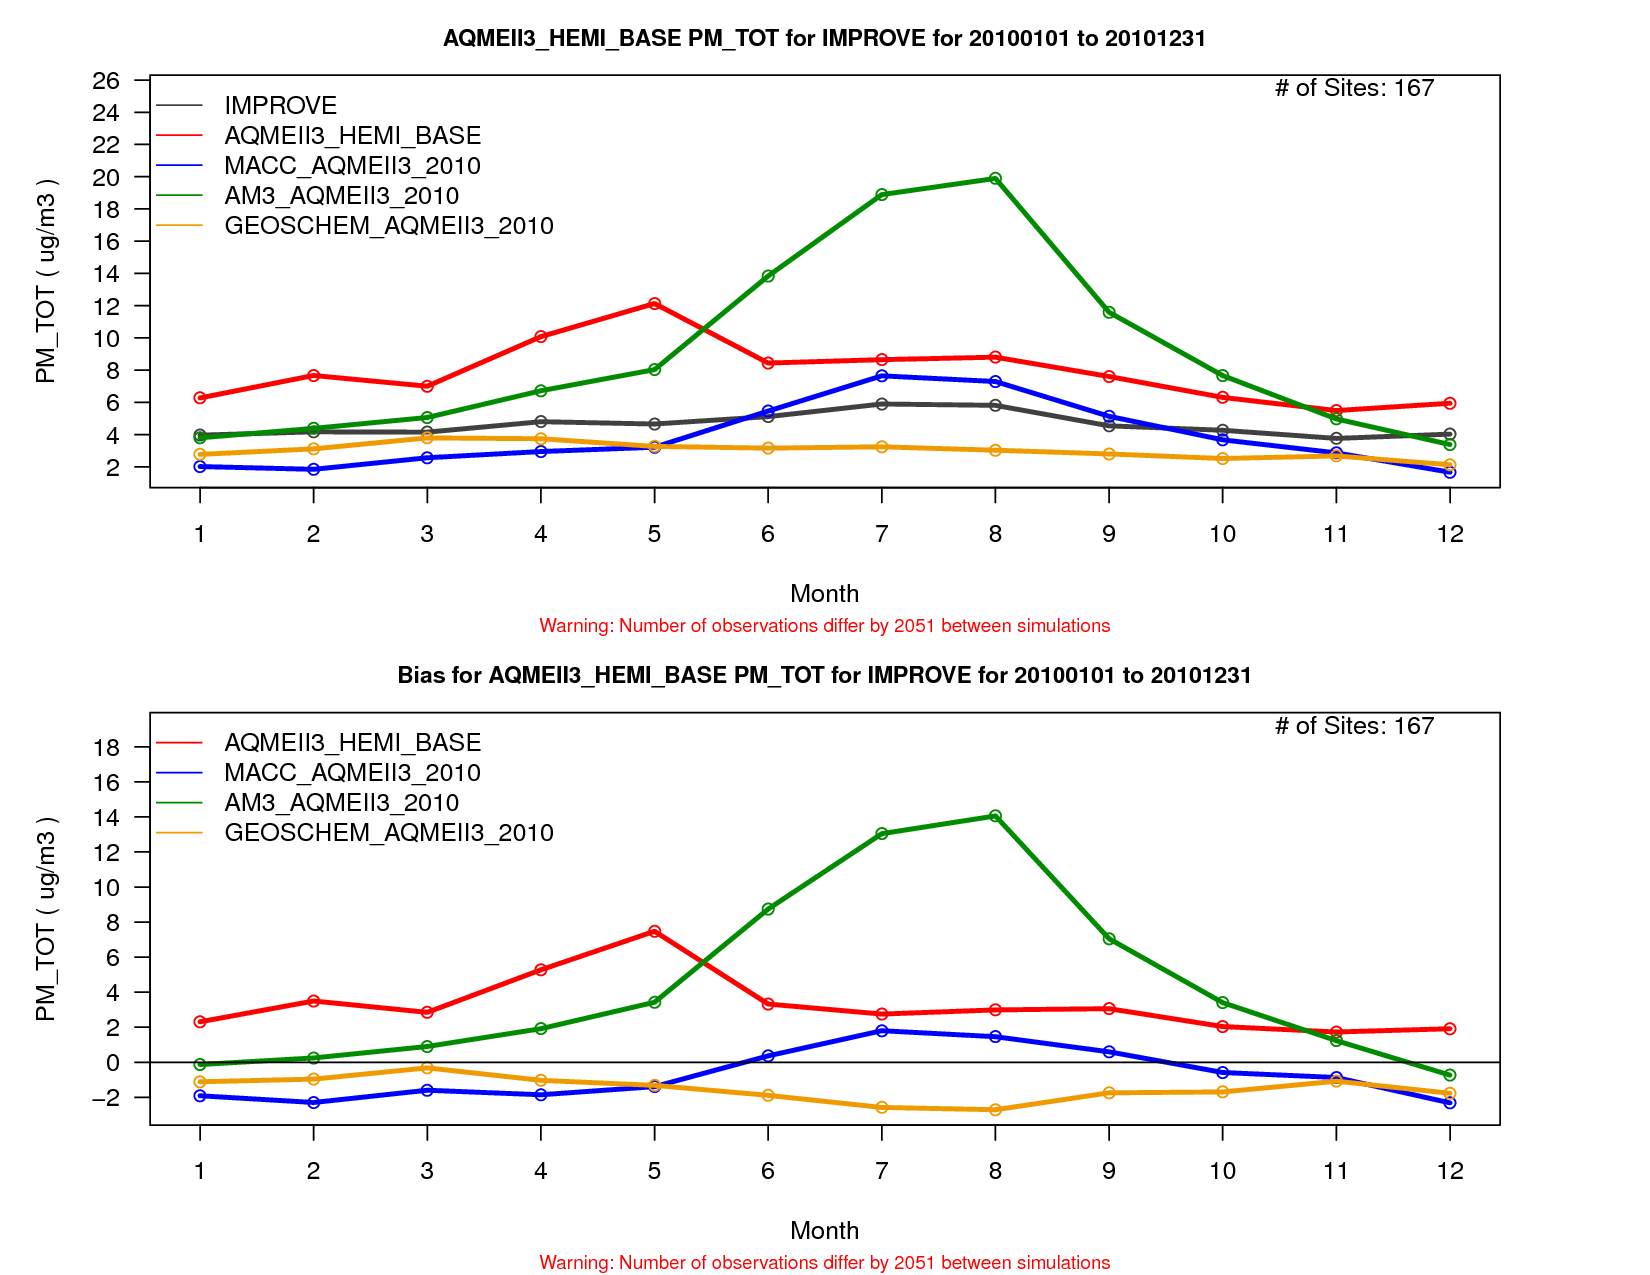 AQMEII3_HEMI_BASE PM_TOT for IMPROVE for 20100101 to 20101231
# of Sites: 167
IMPROVE
AQMEII3_HEMI_BASE
MACC_AQMEII3_2010
AM3_AQMEII3_2010
GEOSCHEM_AQMEII3_2010
PM_TOT ( ug/m3 )
26
24
22
20
18
16
14
12
10
8
6
4
2
1 2 3 4 5 6 7 8 9 10 11 12
Month
Warning: Number of observations differ by 2051 between simulations
Bias for AQMEII3_HEMI_BASE PM_TOT for IMPROVE for 20100101 to 20101231
# of Sites: 167
AQMEII3_HEMI_BASE
MACC_AQMEII3_2010
AM3_AQMEII3_2010
GEOSCHEM_AQMEII3_2010
PM_TOT ( ug/m3 )
18
16
14
12
10
8
6
4
2
0
−2
1 2 3 4 5 6 7 8 9 10 11 12
Month
Warning: Number of observations differ by 2051 between simulations